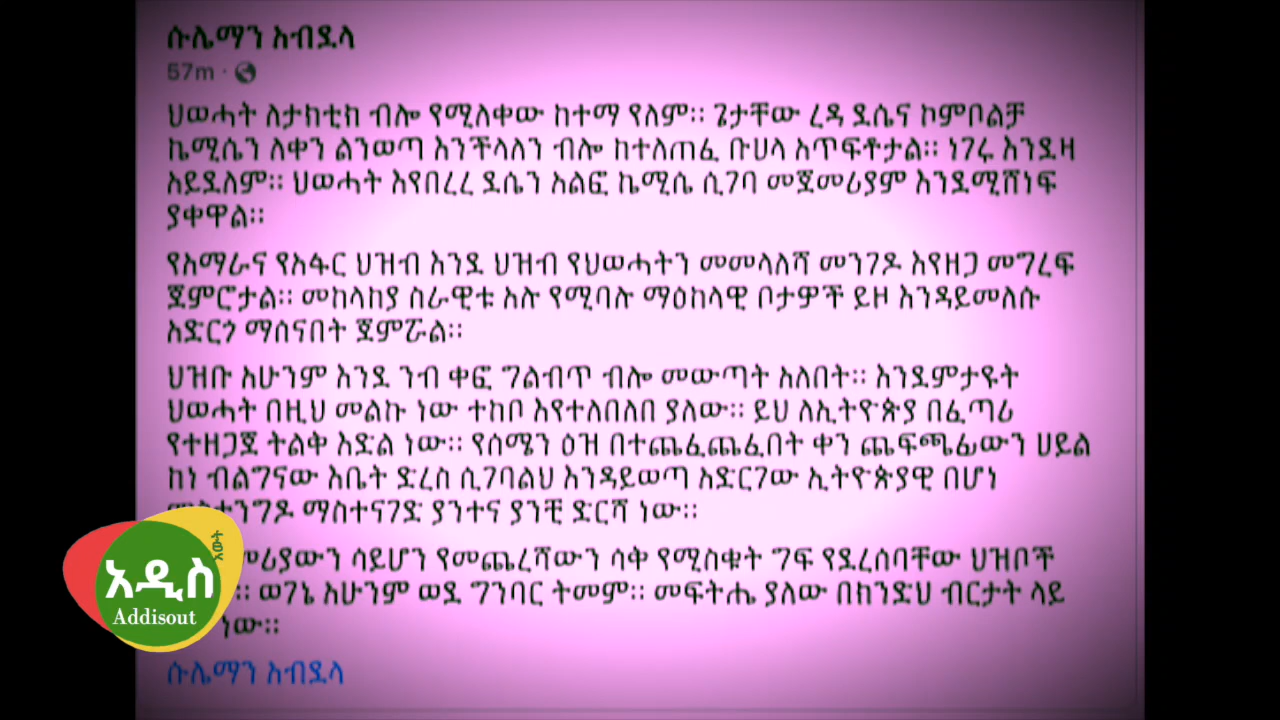 ሱሌማን አብደላ
57m ·
ህወሓት ለታክቲክ ብሎ የሚለቀው ከተማ የለም። ጌታቸው ረዳ ደሴና ኮምቦልቻ
ኬሚሴን ለቀን ልንወጣ እንችላለን ብሎ ከተለጠፈ ቡሀላ አጥፍቶታል። ነገሩ እንደዛ
አይደለም። ህወሓት እየበረረ ደሴን አልፎ ኬሚሴ ሲገባ መጀመሪያም እንደሚሸነፍ
ያቀዋል።
የአማራና የአፋር ህዝብ እንደ ህዝብ የህወሓትን መመላለሻ መንገዶ እየዘጋ መግረፍ
ጀምሮታል። መከላከያ ስራዊቱ አሉ የሚባሉ ማዕከላዊ ቦታዎች ይዞ እንዳይመለሱ
አድርጎ ማሰናበት ጀምሯል።
ህዝቡ አሁንም እንደ ንብ ቀፎ ግልብጥ ብሎ መውጣት አለበት። እንደምታዩት
ህወሓት በዚህ መልኩ ነው ተከቦ እየተለበለበ ያለው። ይህ ለኢትዮጵያ በፈጣሪ
የተዘጋጀ ትልቅ እድል ነው። የሰሜን ዕዝ በተጨፈጨፈበት ቀን ጨፍጫፊውን ሀይል
ከነ ብልግናው እቤት ድረስ ሲገባልህ እንዳይወጣ አድርገው ኢትዮጵያዊ በሆነ
ማስተናገድ ያንተና ያንቺ ድርሻ ነው።
ሳይሆን የመጨረሻውን ሳቅ የሚስቁት ግፍ የደረሰባቸው ህዝቦች
። ወገኔ አሁንም ወደ ግንባር ትመም። መፍትሔ ያለው በክንድህ ብርታት ላይ
ነው።
ሱሌማን አብደላ
አዲስ
Addisout